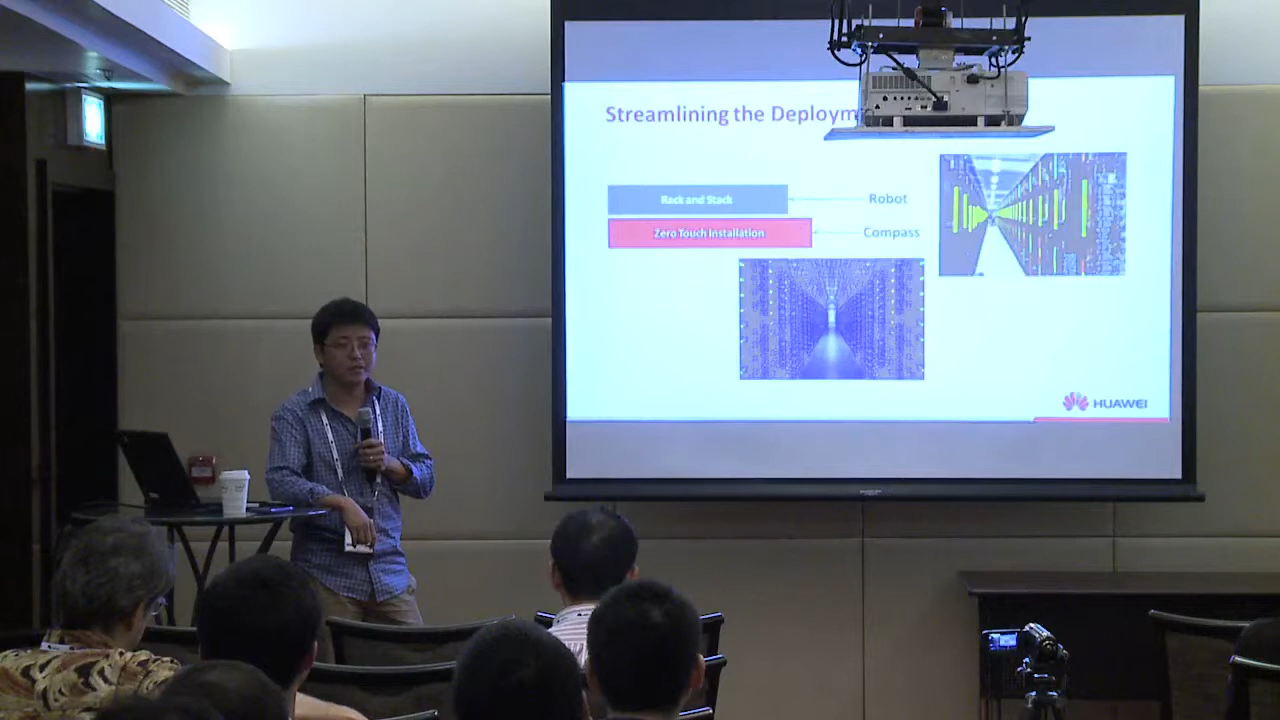 Streamlining the Deploym
Rack and Stack
Robot
Zero Touch Installation
Compass
HUAWEI